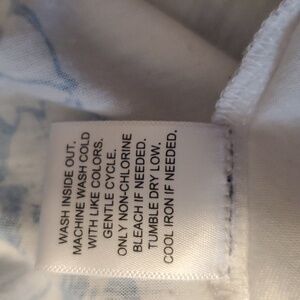 WASH INSIDE OUT.
MACHINE WASH COLD
WITH LIKE COLORS.
GENTLE CYCLE.
ONLY NON-CHLORINE
BLEACH IF NEEDED.
TUMBLE DRY LOW.
COOL IRON IF NEEDED.